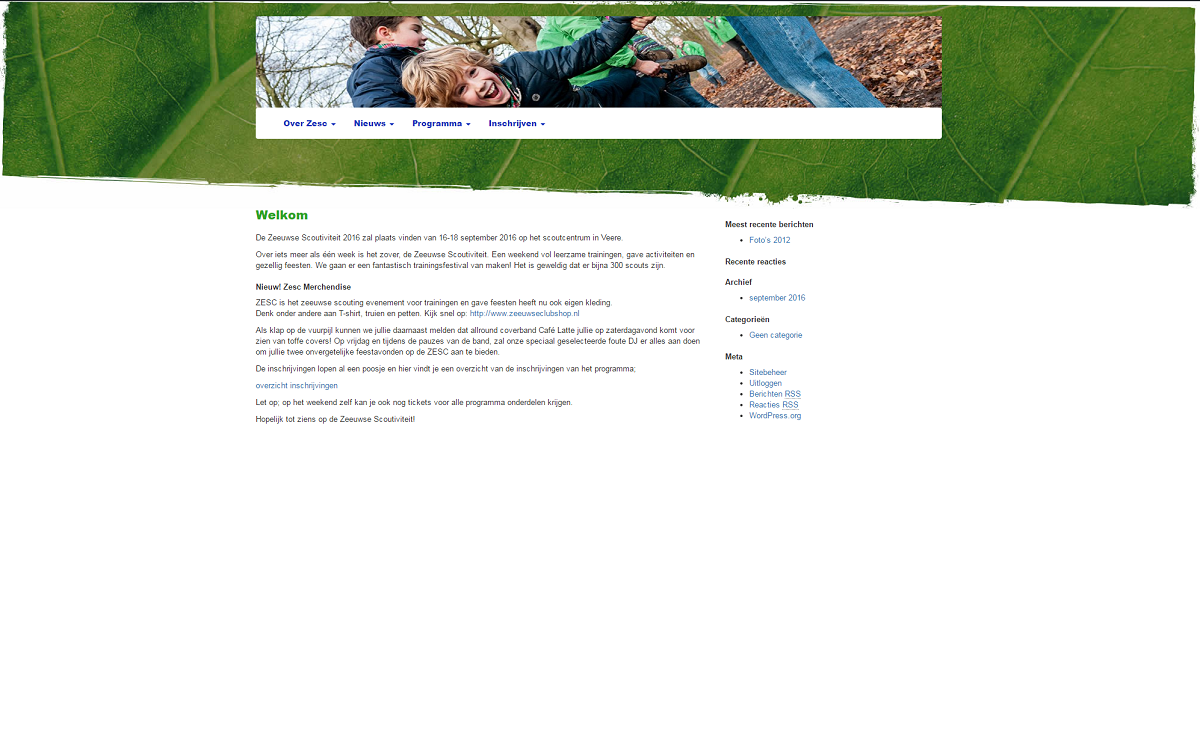 Over Zesc
Nieuws
Programma
Inschrijven
Welkom
De Zeeuwse Scoutiviteit 2016 zal plaats vinden van 16-18 september 2016 op het scoutcentrum in Veere.
Over iets meer als één week is het zover, de Zeeuwse Scoutiviteit. Een weekend vol leerzame trainingen, gave activiteiten en
gezellig feesten. We gaan er een fantastisch trainingsfestival van maken! Het is geweldig dat er bijna 300 scouts zijn.
Nieuw! Zesc Merchendise
ZESC is het zeeuwse scouting evenement voor trainingen en gave feesten heeft nu ook eigen kleding.
Denk onder andere aan T-shirt, truien en petten. Kijk snel op: http://www.zeeuwseclubshop.nl
Als klap op de vuurpijl kunnen we jullie daarnaast melden dat allround coverband Café Latte jullie op zaterdagavond komt voor
zien van toffe covers! Op vrijdag en tijdens de pauzes van de band, zal onze speciaal geselecteerde foute DJ er alles aan doen
om jullie twee onvergetelijke feestavonden op de ZESC aan te bieden.
De inschrijvingen lopen al een poosje en hier vindt je een overzicht van de inschrijvingen van het programma;
overzicht inschrijvingen
Let op; op het weekend zelf kan je ook nog tickets voor alle programma onderdelen krijgen.
Hopelijk tot ziens op de Zeeuwse Scoutiviteit!
Meest recente berichten
Foto's 2012
Recente reacties
Archief
september 2016
Categorieën
Geen categorie
Meta
Sitebeheer
Uitloggen
Berichten RSS
Reacties RSS
WordPress.org